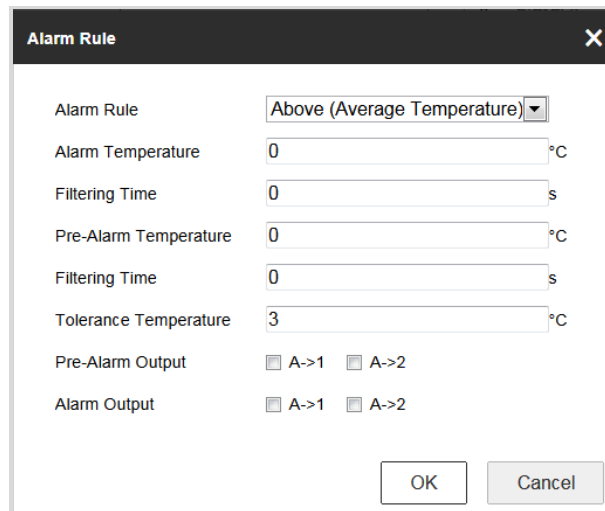 Alarm Rule
Alarm Rule Above (Average Temperature)
Alarm Temperature 0 °C
Filtering Time 0 s
Pre-Alarm Temperature 0 °C
Filtering Time 0 s
Tolerance Temperature 3 °C
Pre-Alarm Output A->1 A->2
Alarm Output A->1 A->2
OK Cancel